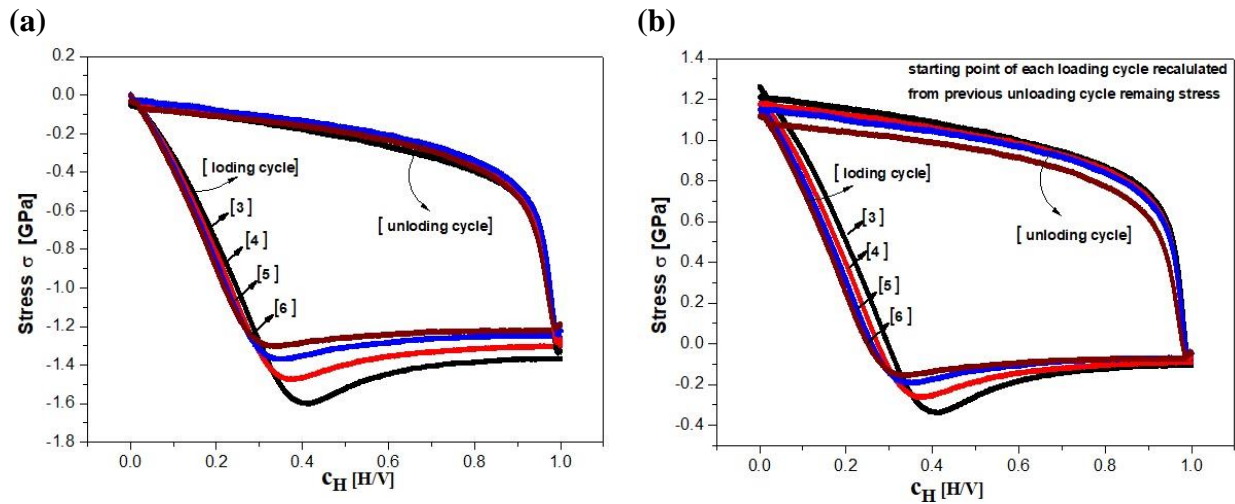 (a)
0.2
0.0
-0.2
-0.4
-0.6
-0.8
-1.0
-1.2
-1.4
-1.6
-1.8
Stress σ [GPa]
[ loding cycle]
[3]
[4]
[5]
[6]
[ unloding cycle]
0.0 0.2 0.4 0.6 0.8 1.0
cH [H/V]
(b)
1.4
1.2
1.0
0.8
0.6
0.4
0.2
0.0
-0.2
-0.4
Stress σ [GPa]
starting point of each loading cycle recalulated
from previous unloading cycle remaing stress
[loding cycle]
[3]
[4]
[5]
[6]
[ unloding cycle]
0.0 0.2 0.4 0.6 0.8 1.0
cH [H/V]